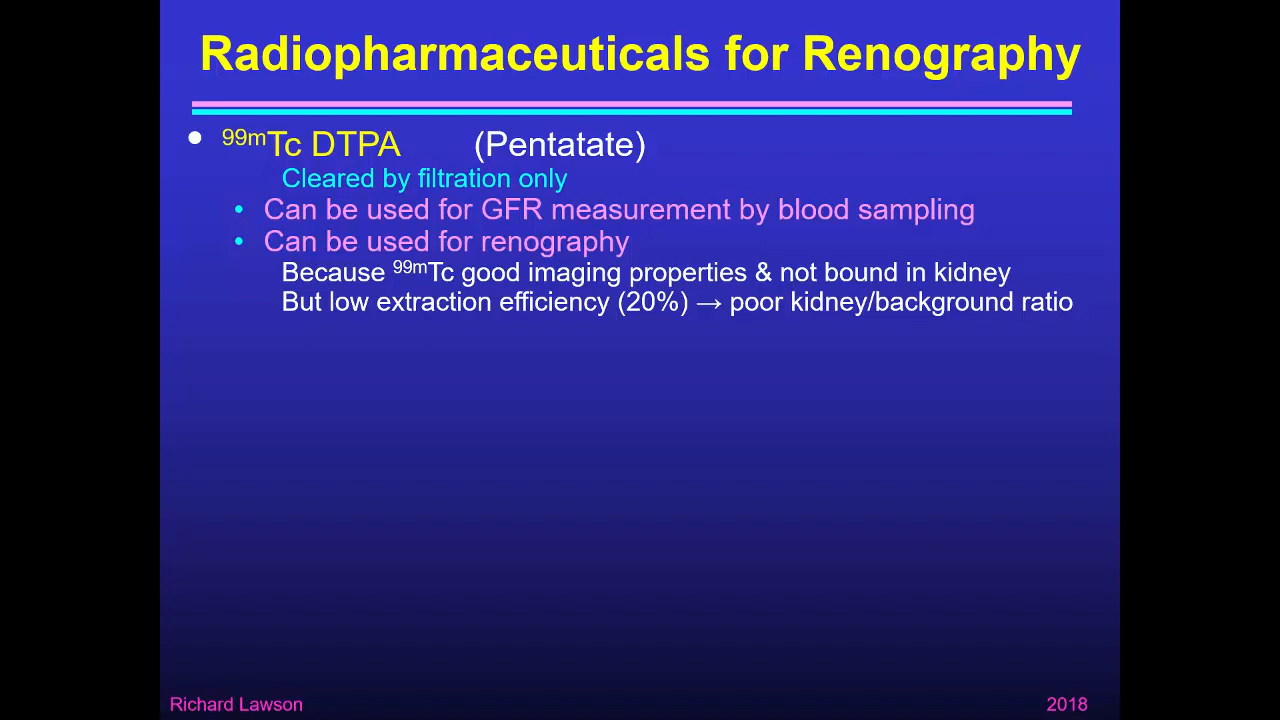 Radiopharmaceuticals for Renography
• 99mTc DTPA (Pentatate)
Cleared by filtration only
• Can be used for GFR measurement by blood sampling
• Can be used for renography
Because 99mTc good imaging properties & not bound in kidney
But low extraction efficiency (20%) → poor kidney/background ratio
Richard Lawson
2018